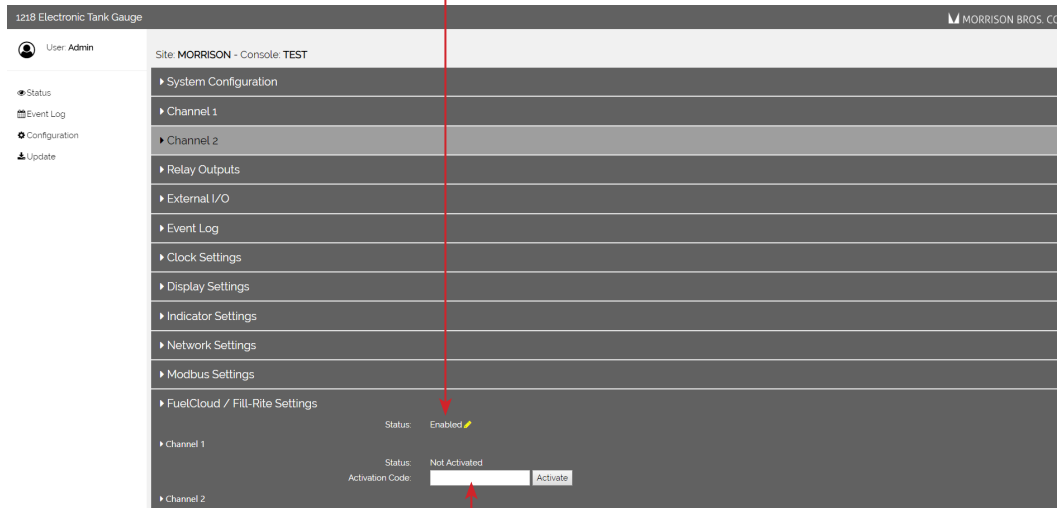 1218 Electronic Tank Gauge
MORRISON BROS. CO
User: Admin
Status
Event Log
Configuration
Update
Site: MORRISON - Console: TEST
System Configuration
Channel 1
Channel 2
Relay Outputs
External I/O
Event Log
Clock Settings
Display Settings
Indicator Settings
Network Settings
Modbus Settings
FuelCloud / Fill-Rite Settings
Status: Enabled
Channel 1
Status: Not Activated
Activation Code: Activate
Channel 2